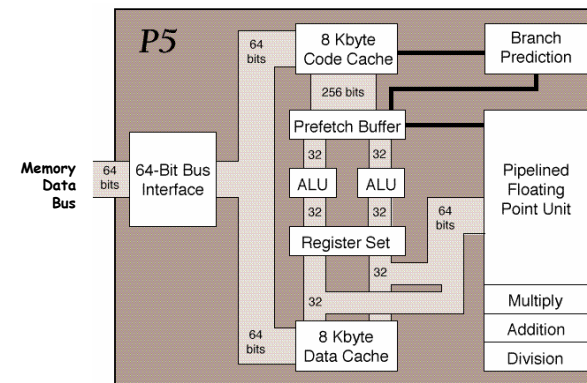 P5
64
bits
8 Kbyte
Code Cache
Branch
Prediction
256 bits
Prefetch Buffer
Memory
Data
Bus
64
bits
64-Bit Bus
Interface
32
32
ALU
ALU
32
32
64
bits
Pipelined
Floating
Point Unit
Register Set
32
32
Multiply
64
bits
8 Kbyte
Data Cache
Addition
Division